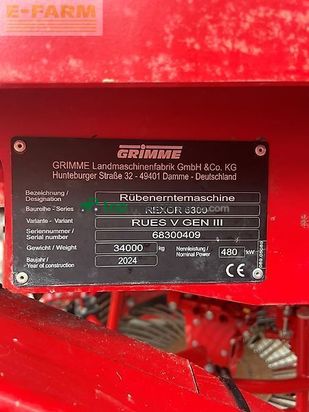 E-FARM
GRIMME
GRIMME Landmaschinenfabrik GmbH &Co. KG
Hunteburger Straße 32 - 49401 Damme - Deutschland
Bezeichnung / Designation Rübenerntemaschine
Baureihe - Series REXOR 6300
Variante - Variant RUES V GEN III
Seriennummer / Serial number 68300409
Gewicht / Weight 34000 kg Nennleistung / Nominal Power 480 kW
Baujahr / Year of construction 2024 CE